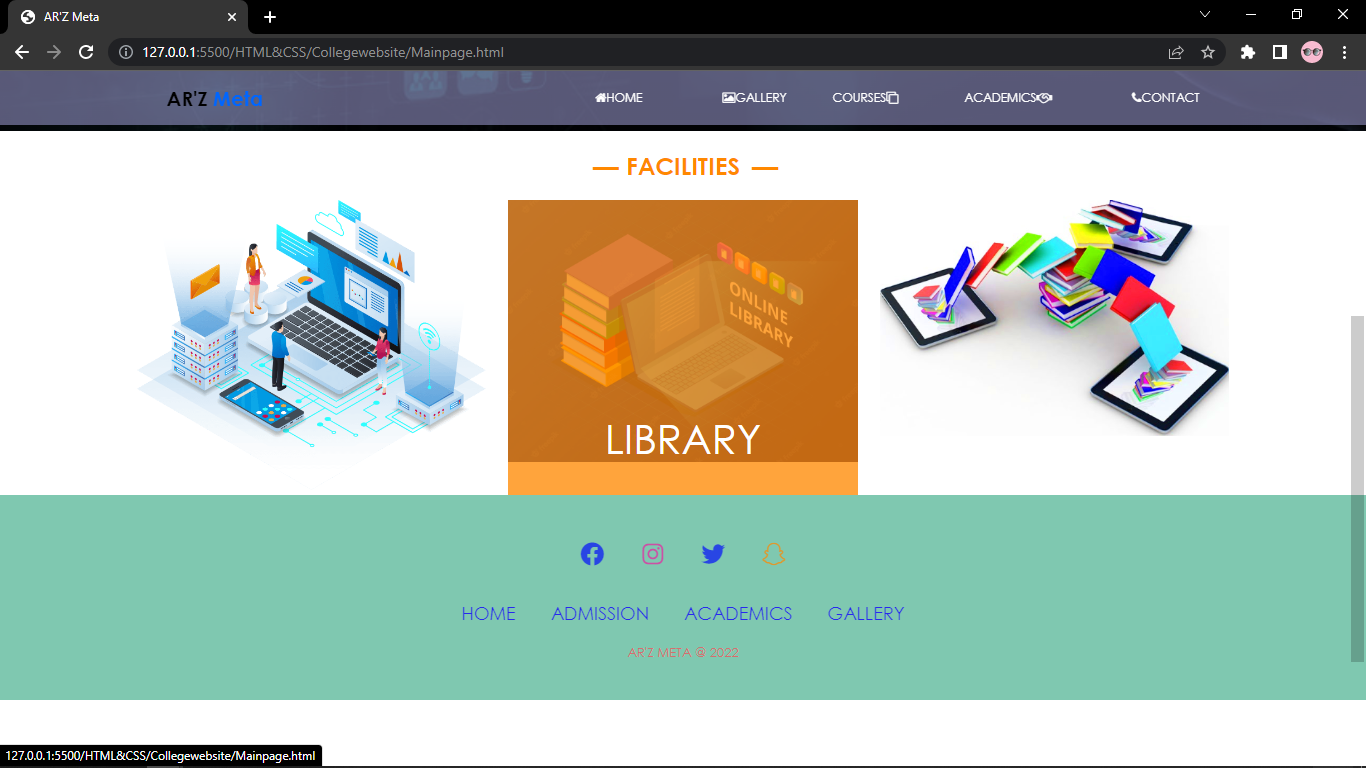 AR'Z Meta
127.0.0.1:5500/HTML&CSS/Collegewebsite/Mainpage.html
AR'Z Meta HOME GALLERY COURSES ACADEMICS CONTACT
— FACILITIES —
ONLINE
LIBRARY
LIBRARY
HOME ADMISSION ACADEMICS GALLERY
AR'Z META @ 2022
127.0.0.1:5500/HTML&CSS/Collegewebsite/Mainpage.html